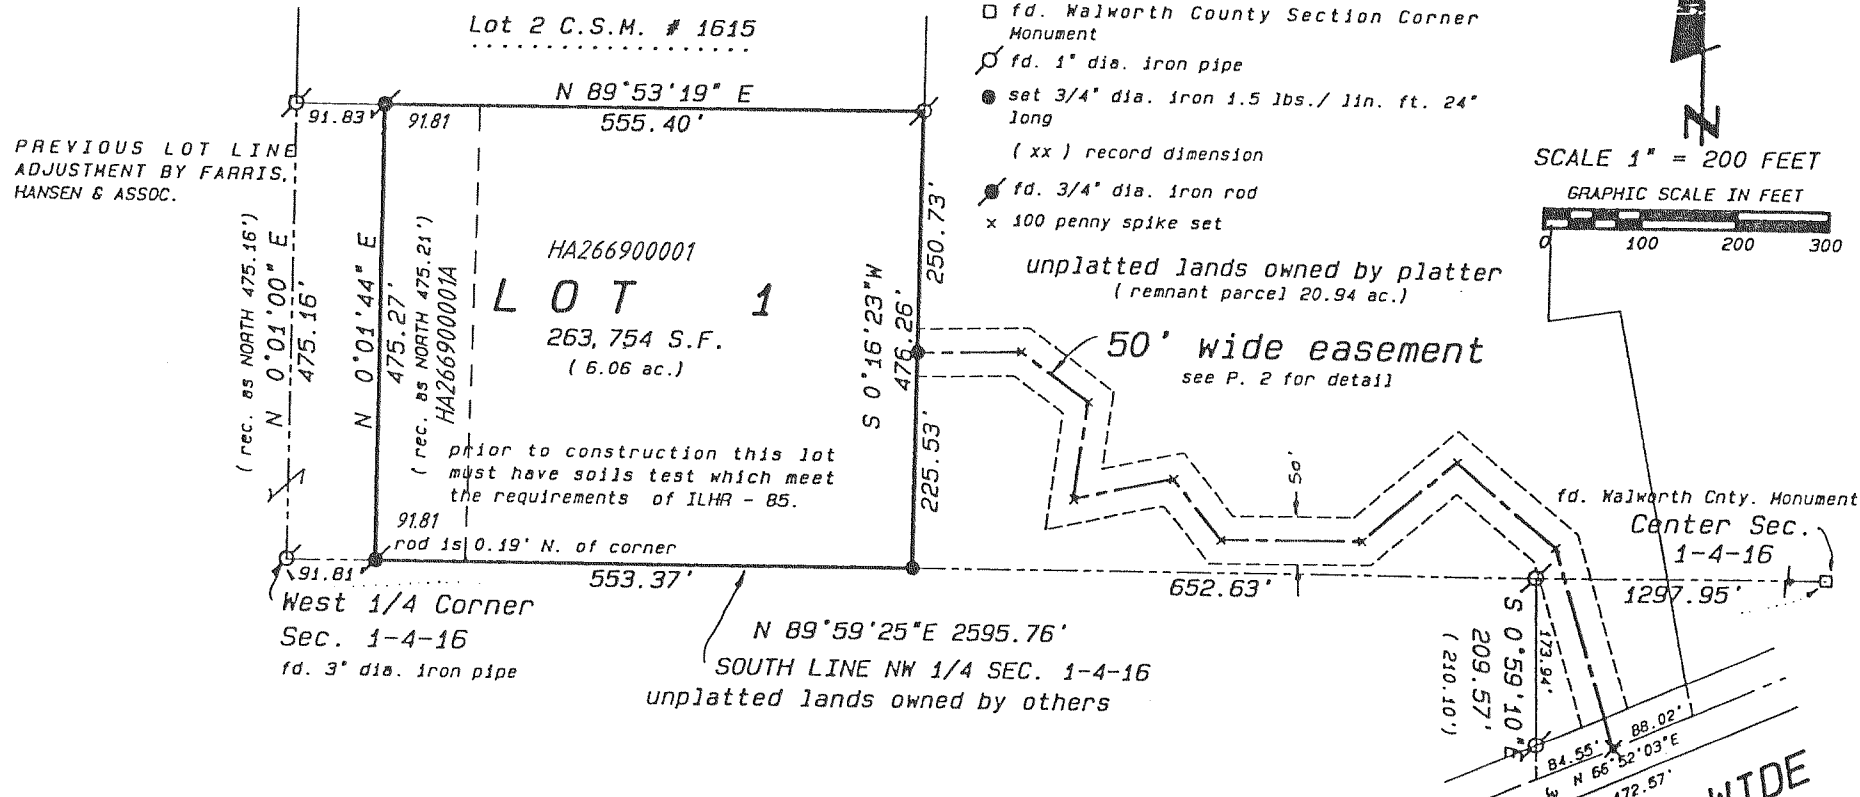 Lot 2 C.S.M. # 1615
N 89°53'19" E
555.40'
91.83'
91.81
PREVIOUS LOT LINE
ADJUSTMENT BY FARRIS,
HANSEN & ASSOC.
fd. Walworth County Section Corner
Monument
fd. 1" dia. iron pipe
set 3/4" dia. iron 1.5 lbs./ lin. ft. 24"
long
( xx ) record dimension
fd. 3/4" dia. iron rod
x 100 penny spike set
N
SCALE 1" = 200 FEET
GRAPHIC SCALE IN FEET
0 100 200 300
(rec. as NORTH 475.16')
N 0°01'00" E
475.16'
N 0°01'44" E
475.27'
(rec. as NORTH 475.21')
HA266900001A
HA266900001
LOT 1
263,754 S.F.
( 6.06 ac.)
prior to construction this lot
must have soils test which meet
the requirements of ILHR - 85.
S 0°16'23"W
476.26'
250.73'
225.53'
unplatted lands owned by platter
( remnant parcel 20.94 ac.)
50' wide easement
see P. 2 for detail
50'
fd. Walworth Cnty. Monument
Center Sec.
1-4-16
91.81
rod is 0.19' N. of corner
91.81'
553.37'
652.63'
1297.95'
West 1/4 Corner
Sec. 1-4-16
fd. 3" dia. iron pipe
N 89°59'25"E 2595.76'
SOUTH LINE NW 1/4 SEC. 1-4-16
unplatted lands owned by others
S 0°59'10"E
173.94'
209.57'
( 210.10')
84.55'
88.02'
N 66°52'03"E
472.57'
WIDE